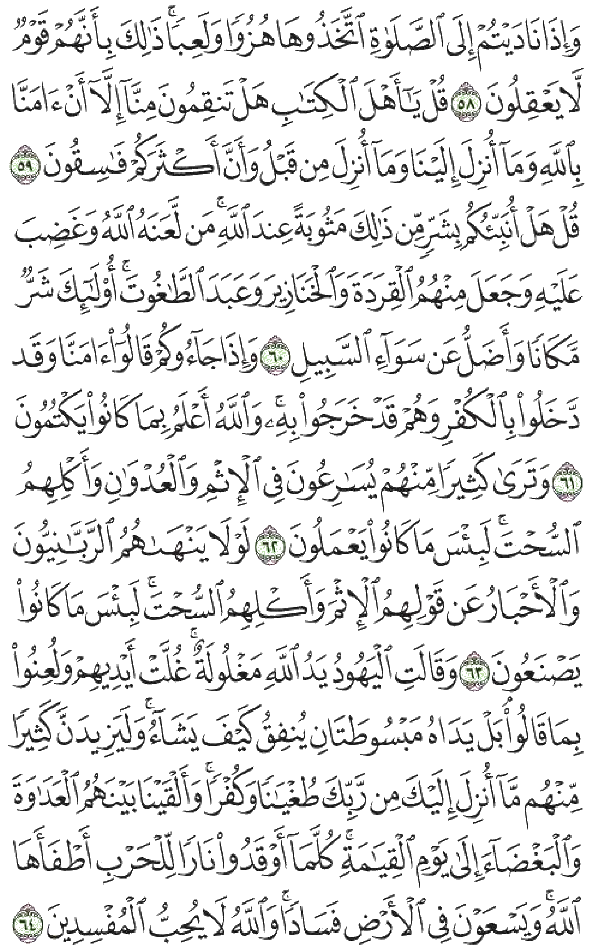 وَإِذَا نَادَيْتُمْ إِلَى ٱلصَّلَوٰةِ ٱتَّخَذُوهَا هُزُوًا وَلَعِبًا ۚ ذَٰلِكَ بِأَنَّهُمْ قَوْمٌ
لَّا يَعْقِلُونَ ٥٨ قُلْ يَٰٓأَهْلَ ٱلْكِتَٰبِ هَلْ تَنقِمُونَ مِنَّآ إِلَّآ أَنْ ءَامَنَّا
بِٱللَّهِ وَمَآ أُنزِلَ إِلَيْنَا وَمَآ أُنزِلَ مِن قَبْلُ وَأَنَّ أَكْثَرَكُمْ فَٰسِقُونَ ٥٩
قُلْ هَلْ أُنَبِّئُكُم بِشَرٍّ مِّن ذَٰلِكَ مَثُوبَةً عِندَ ٱللَّهِ ۚ مَن لَّعَنَهُ ٱللَّهُ وَغَضِبَ
عَلَيْهِ وَجَعَلَ مِنْهُمُ ٱلْقِرَدَةَ وَٱلْخَنَازِيرَ وَعَبَدَ ٱلطَّٰغُوتَ ۚ أُو۟لَٰٓئِكَ شَرٌّ
مَّكَانًا وَأَضَلُّ عَن سَوَآءِ ٱلسَّبِيلِ ٦٠ وَإِذَا جَآءُوكُمْ قَالُوٓا۟ ءَامَنَّا وَقَد
دَّخَلُوا۟ بِٱلْكُفْرِ وَهُمْ قَدْ خَرَجُوا۟ بِهِۦ ۚ وَٱللَّهُ أَعْلَمُ بِمَا كَانُوا۟ يَكْتُمُونَ
٦١ وَتَرَىٰ كَثِيرًا مِّنْهُمْ يُسَٰرِعُونَ فِى ٱلْإِثْمِ وَٱلْعُدْوَٰنِ وَأَكْلِهِمُ
ٱلسُّحْتَ ۚ لَبِئْسَ مَا كَانُوا۟ يَعْمَلُونَ ٦٢ لَوْلَا يَنْهَىٰهُمُ ٱلرَّبَّٰنِيُّونَ
وَٱلْأَحْبَارُ عَن قَوْلِهِمُ ٱلْإِثْمَ وَأَكْلِهِمُ ٱلسُّحْتَ ۚ لَبِئْسَ مَا كَانُوا۟
يَصْنَعُونَ ٦٣ وَقَالَتِ ٱلْيَهُودُ يَدُ ٱللَّهِ مَغْلُولَةٌ ۚ غُلَّتْ أَيْدِيهِمْ وَلُعِنُوا۟
بِمَا قَالُوا۟ ۘ بَلْ يَدَاهُ مَبْسُوطَتَانِ يُنفِقُ كَيْفَ يَشَآءُ ۚ وَلَيَزِيدَنَّ كَثِيرًا
مِّنْهُم مَّآ أُنزِلَ إِلَيْكَ مِن رَّبِّكَ طُغْيَٰنًا وَكُفْرًا ۚ وَأَلْقَيْنَا بَيْنَهُمُ ٱلْعَدَٰوَةَ
وَٱلْبَغْضَآءَ إِلَىٰ يَوْمِ ٱلْقِيَٰمَةِ ۚ كُلَّمَآ أَوْقَدُوا۟ نَارًا لِّلْحَرْبِ أَطْفَأَهَا
ٱللَّهُ ۚ وَيَسْعَوْنَ فِى ٱلْأَرْضِ فَسَادًا ۚ وَٱللَّهُ لَا يُحِبُّ ٱلْمُفْسِدِينَ ٦٤